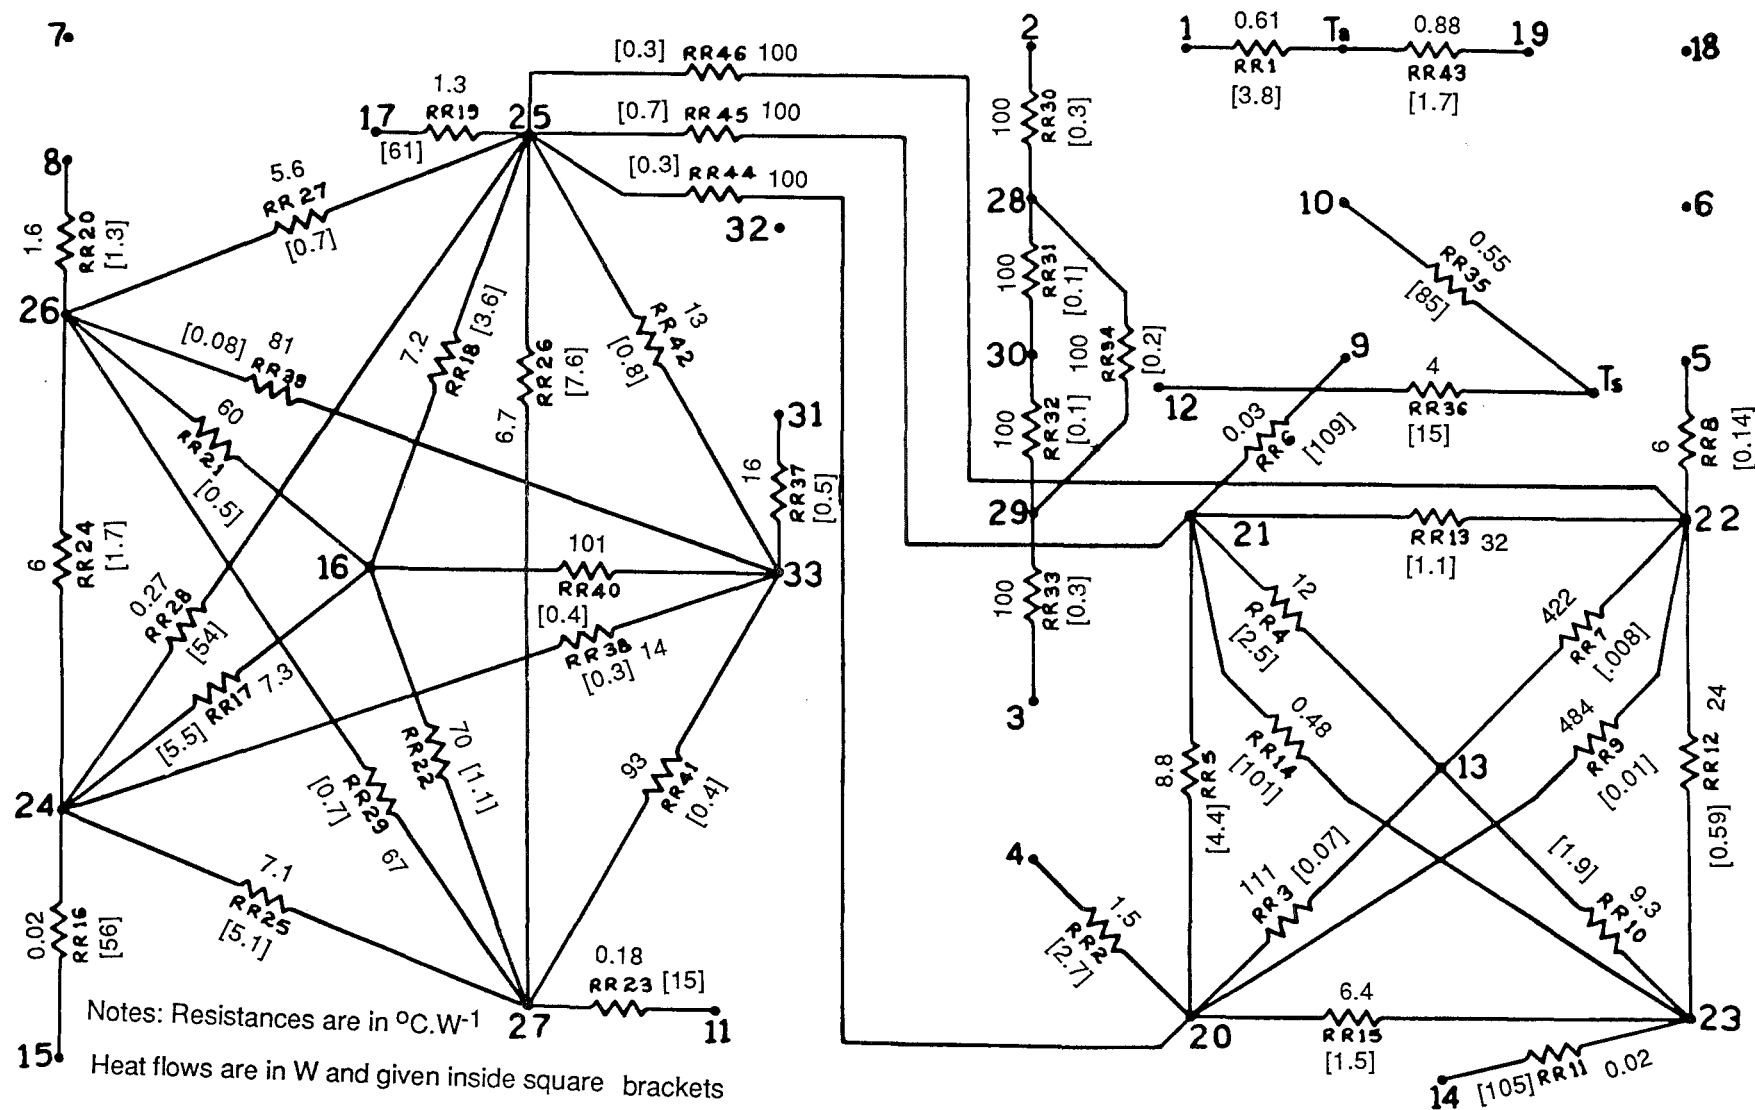 7
[0.3] RR46 100
2
1 0.61 Ta 0.88 19
RR1 RR43
[3.8] [1.7]
18
1.3
17 RR19 25
[61]
[0.7] RR45 100
[0.3] RR44 100
100 RR30 [0.3]
8
5.6
RR27
[0.7]
32
28
10
6
1.6 RR20 [1.3]
0.55
RR35
[85]
26
[0.08] 81
RR39
7.2 RR18 [3.6]
6.7 RR26 [7.6]
13
RR42
[0.8]
100 RR31 [0.1]
30
100 RR34 [0.2]
9
5
4
12 RR36 Ts
[15]
60
RR21
[0.5]
31
16 RR37 [0.5]
100 RR32 [0.1]
0.03
RR6
[109]
6 RR8 [0.14]
29
21 RR13 32 22
[1.1]
6 RR24 [1.7]
0.27
RR28
[54]
16 101 33
RR40
[0.4]
100 RR33 [0.3]
12
RR4
[2.5]
422
RR7
[.008]
RR38 14
[0.3]
7.3
RR17
[5.5]
3
0.48
RR14
[101]
484
RR9
[0.01]
24
RR12
[0.59]
70
RR22
[1.1]
93
RR41
[0.4]
8.8 RR5 [4.4]
13
24
RR29
[0.7]
67
7.1
RR25
[5.1]
4
1.5
RR2
[2.7]
111
RR3
[0.07]
[1.9]
9.3
RR10
0.02 RR16 [56]
0.18
RR23 [15]
27 11
20 6.4 23
RR15
[1.5]
Notes: Resistances are in °C.W-1
15
Heat flows are in W and given inside square brackets
14 [105] RR11 0.02